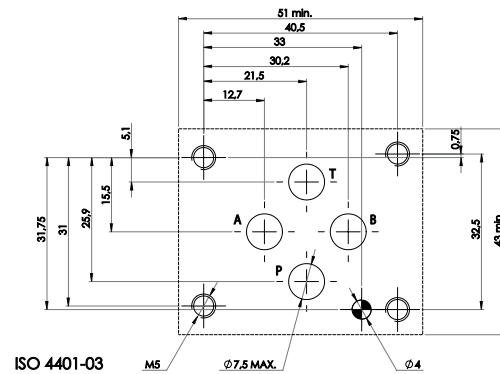 51 min.
40,5
33
30,2
21,5
12,7
5,1
0,75
T
15,5
25,9
31
31,75
A
B
32,5
43 min.
P
ISO 4401-03
M5
Ø7,5 MAX.
Ø4